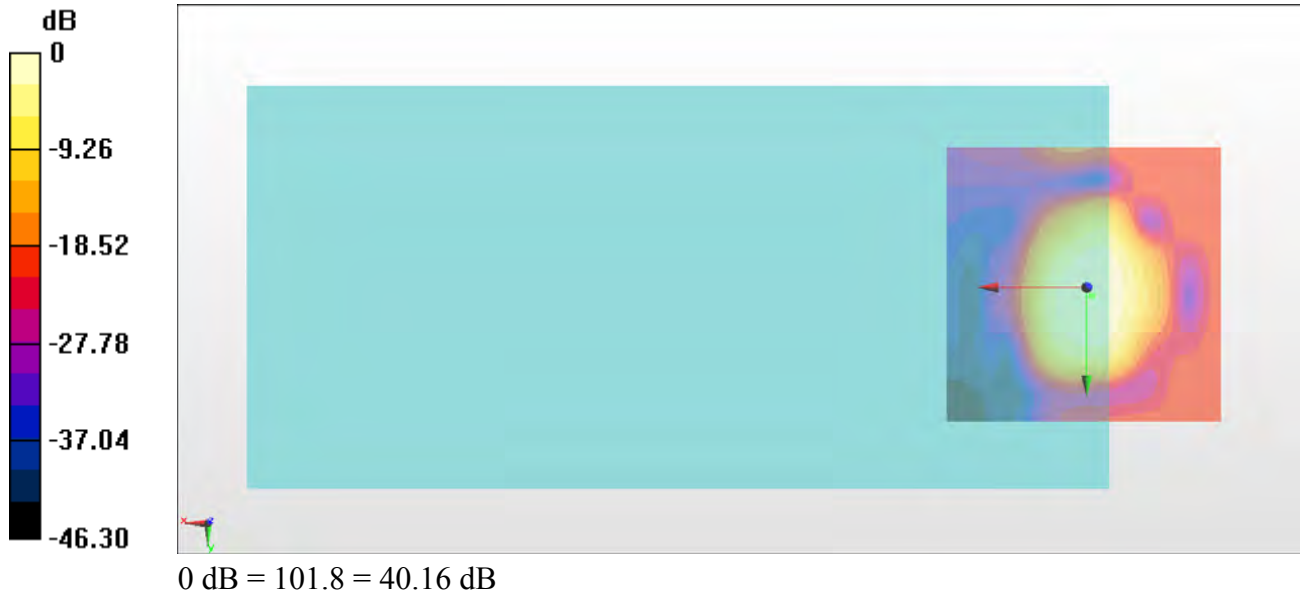 dB
0
-9.26
-18.52
-27.78
-37.04
-46.30
x
z
y
0 dB = 101.8 = 40.16 dB